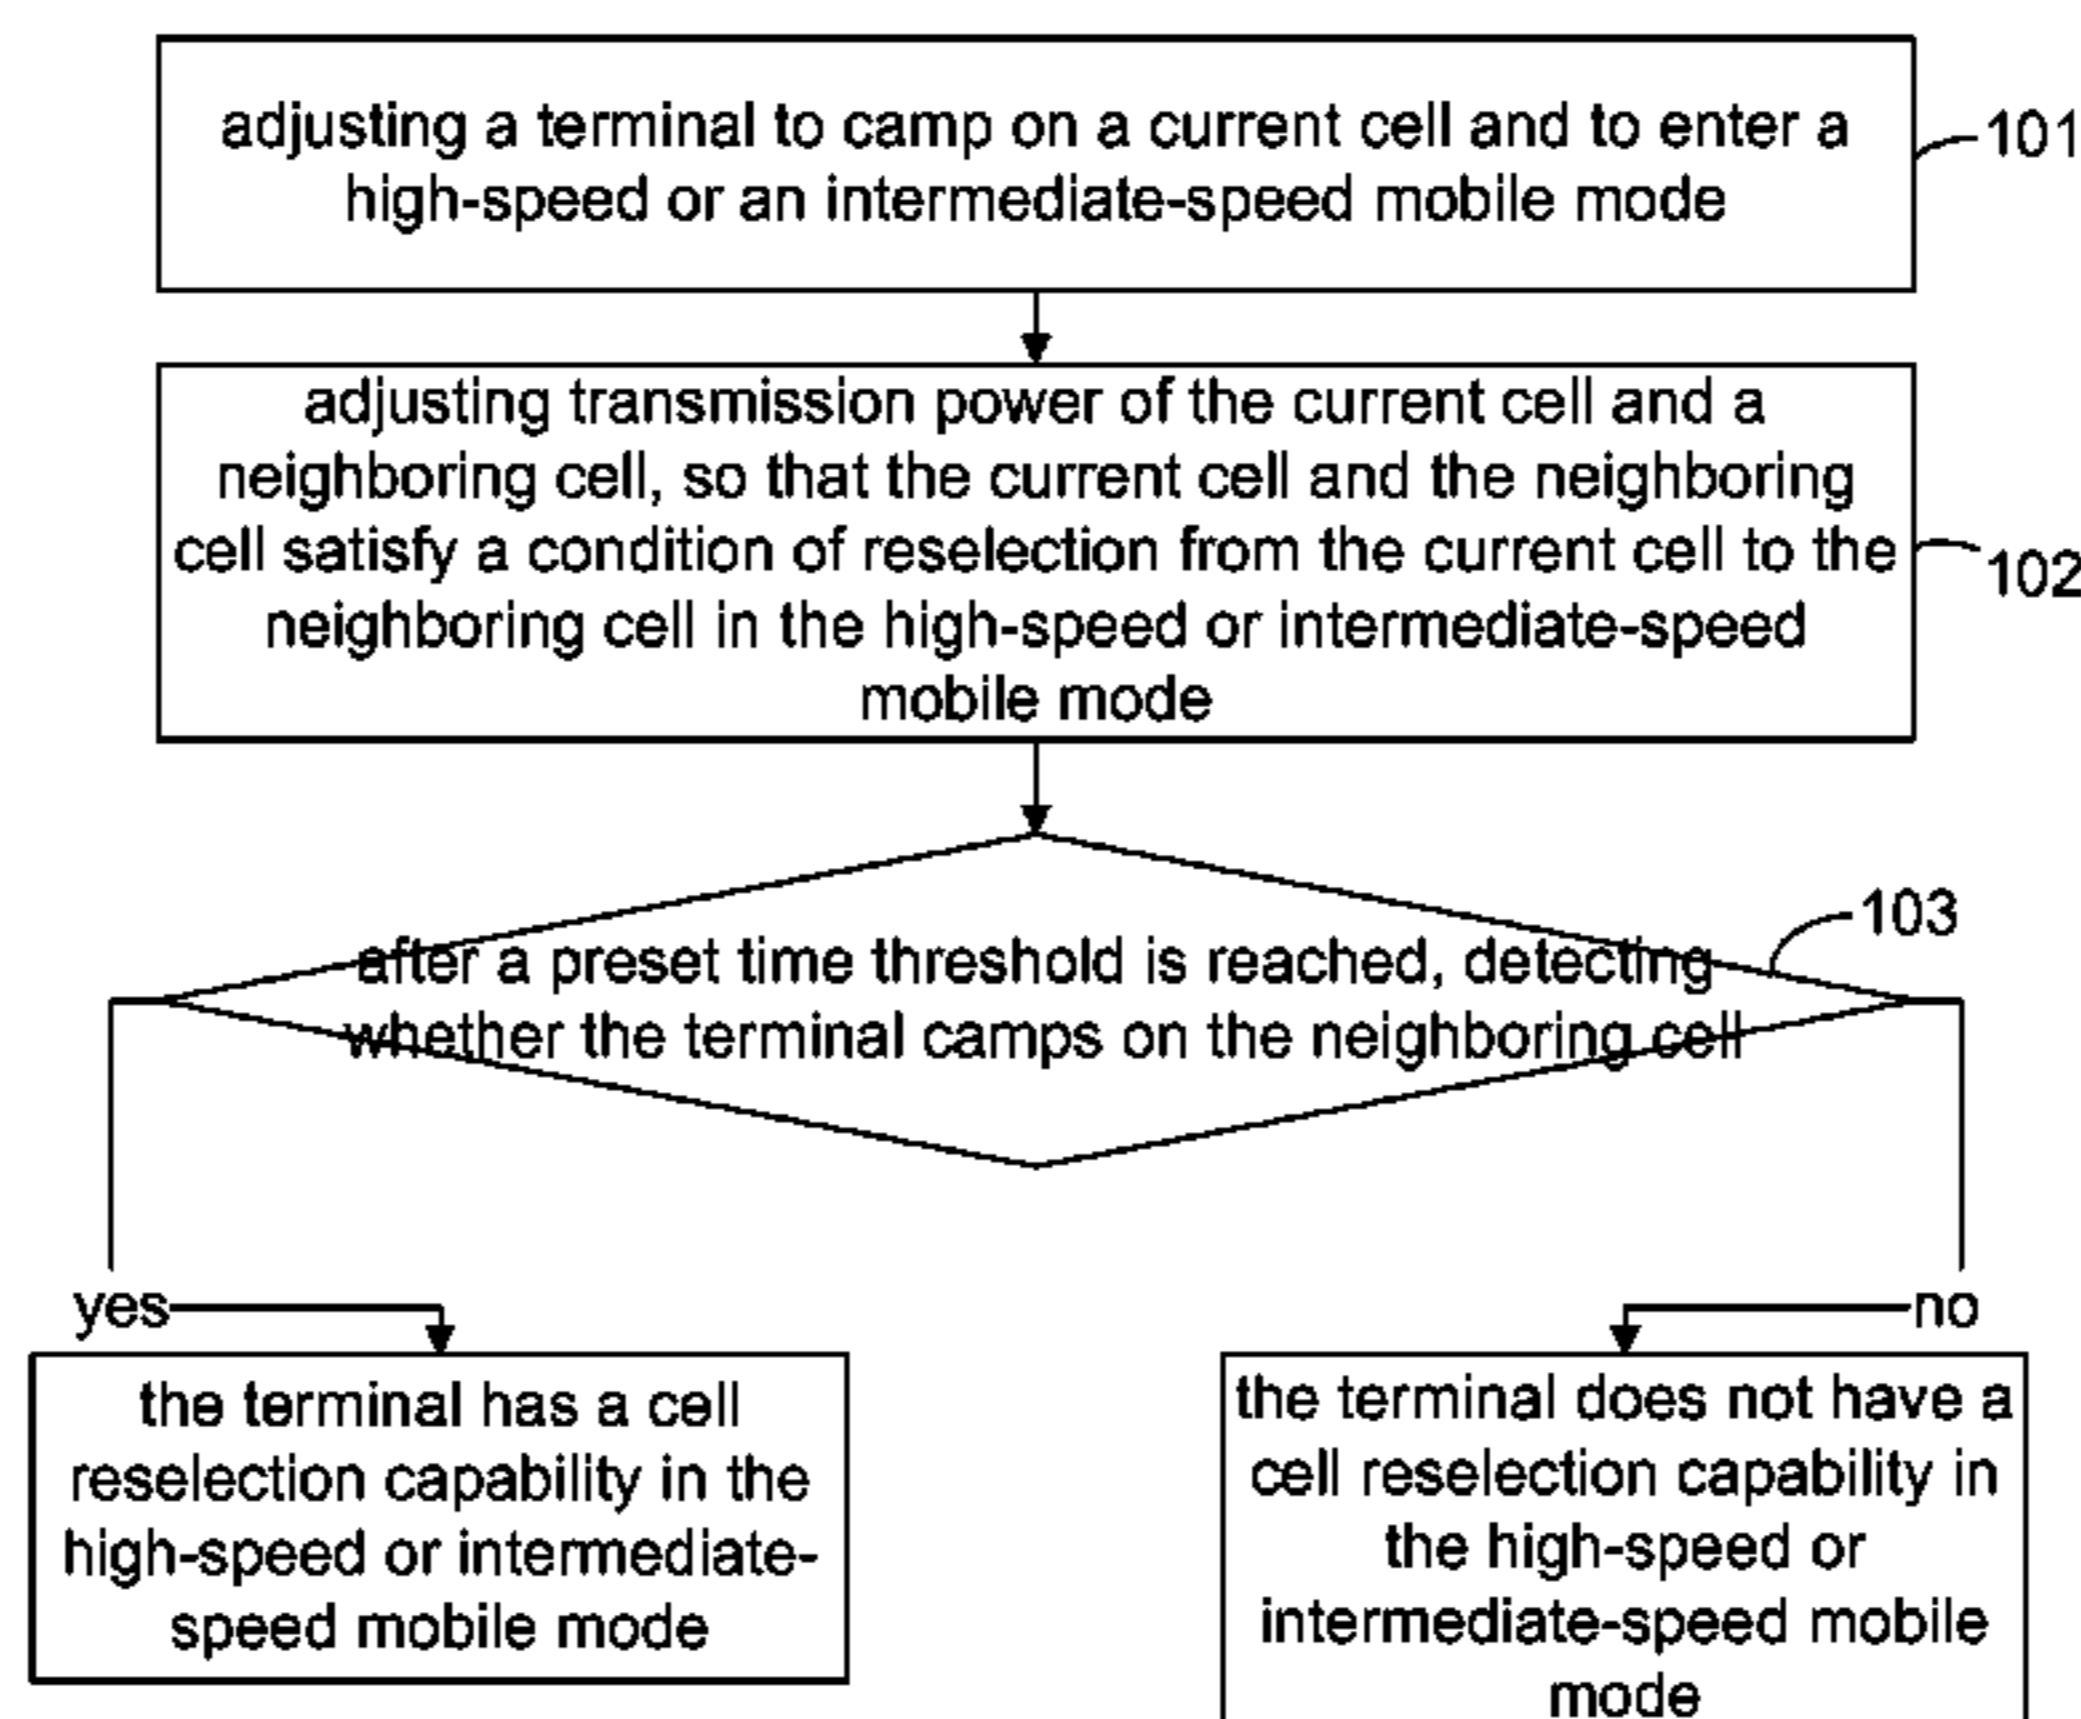 adjusting a terminal to camp on a current cell and to enter a
high-speed or an intermediate-speed mobile mode
101
adjusting transmission power of the current cell and a
neighboring cell, so that the current cell and the neighboring
cell satisfy a condition of reselection from the current cell to the
neighboring cell in the high-speed or intermediate-speed
mobile mode
102
103
after a preset time threshold is reached, detecting
whether the terminal camps on the neighboring cell
yes
no
the terminal has a cell
reselection capability in the
high-speed or intermediate-
speed mobile mode
the terminal does not have a
cell reselection capability in
the high-speed or
intermediate-speed mobile
mode